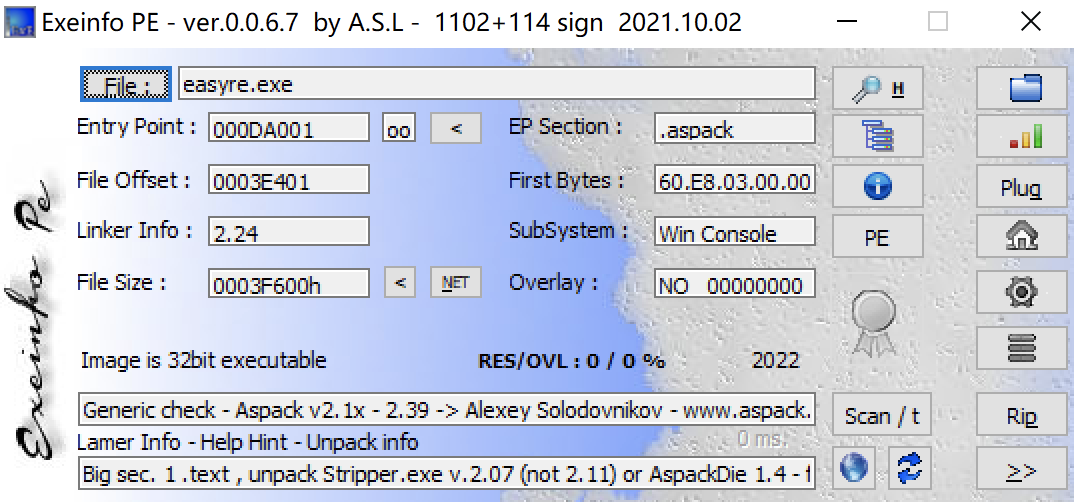 Exeinfo PE - ver.0.0.6.7 by A.S.L - 1102+114 sign 2021.10.02
File : easyre.exe H
Entry Point : 000DA001 oo < EP Section : .aspack
File Offset : 0003E401 First Bytes : 60.E8.03.00.00 Plug
Linker Info : 2.24 SubSystem : Win Console PE
File Size : 0003F600h < NET Overlay : NO 00000000
Exeinfo Pe
Image is 32bit executable RES/OVL : 0 / 0 % 2022
Generic check - Aspack v2.1x - 2.39 -> Alexey Solodovnikov - www.aspack. Scan / t Rip
Lamer Info - Help Hint - Unpack info 0 ms.
Big sec. 1 .text , unpack Stripper.exe v.2.07 (not 2.11) or AspackDie 1.4 - >>